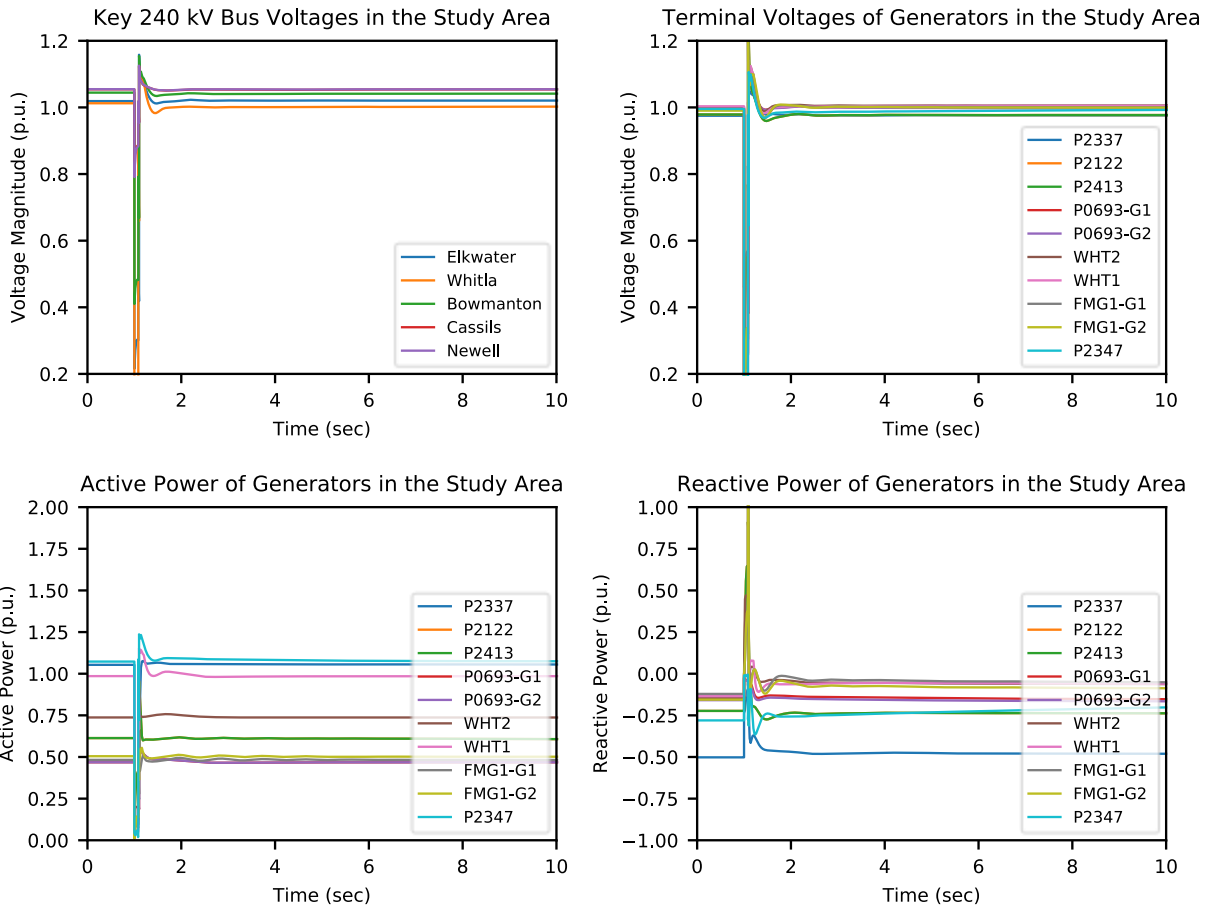 Key 240 kV Bus Voltages in the Study Area
Voltage Magnitude (p.u.)
1.2
1.0
0.8
0.6
0.4
0.2
Elkwater
Whitla
Bowmanton
Cassils
Newell
0 2 4 6 8 10
Time (sec)
Terminal Voltages of Generators in the Study Area
Voltage Magnitude (p.u.)
1.2
1.0
0.8
0.6
0.4
0.2
P2337
P2122
P2413
P0693-G1
P0693-G2
WHT2
WHT1
FMG1-G1
FMG1-G2
P2347
0 2 4 6 8 10
Time (sec)
Active Power of Generators in the Study Area
Active Power (p.u.)
2.00
1.75
1.50
1.25
1.00
0.75
0.50
0.25
0.00
P2337
P2122
P2413
P0693-G1
P0693-G2
WHT2
WHT1
FMG1-G1
FMG1-G2
P2347
0 2 4 6 8 10
Time (sec)
Reactive Power of Generators in the Study Area
Reactive Power (p.u.)
1.00
0.75
0.50
0.25
0.00
−0.25
−0.50
−0.75
−1.00
P2337
P2122
P2413
P0693-G1
P0693-G2
WHT2
WHT1
FMG1-G1
FMG1-G2
P2347
0 2 4 6 8 10
Time (sec)